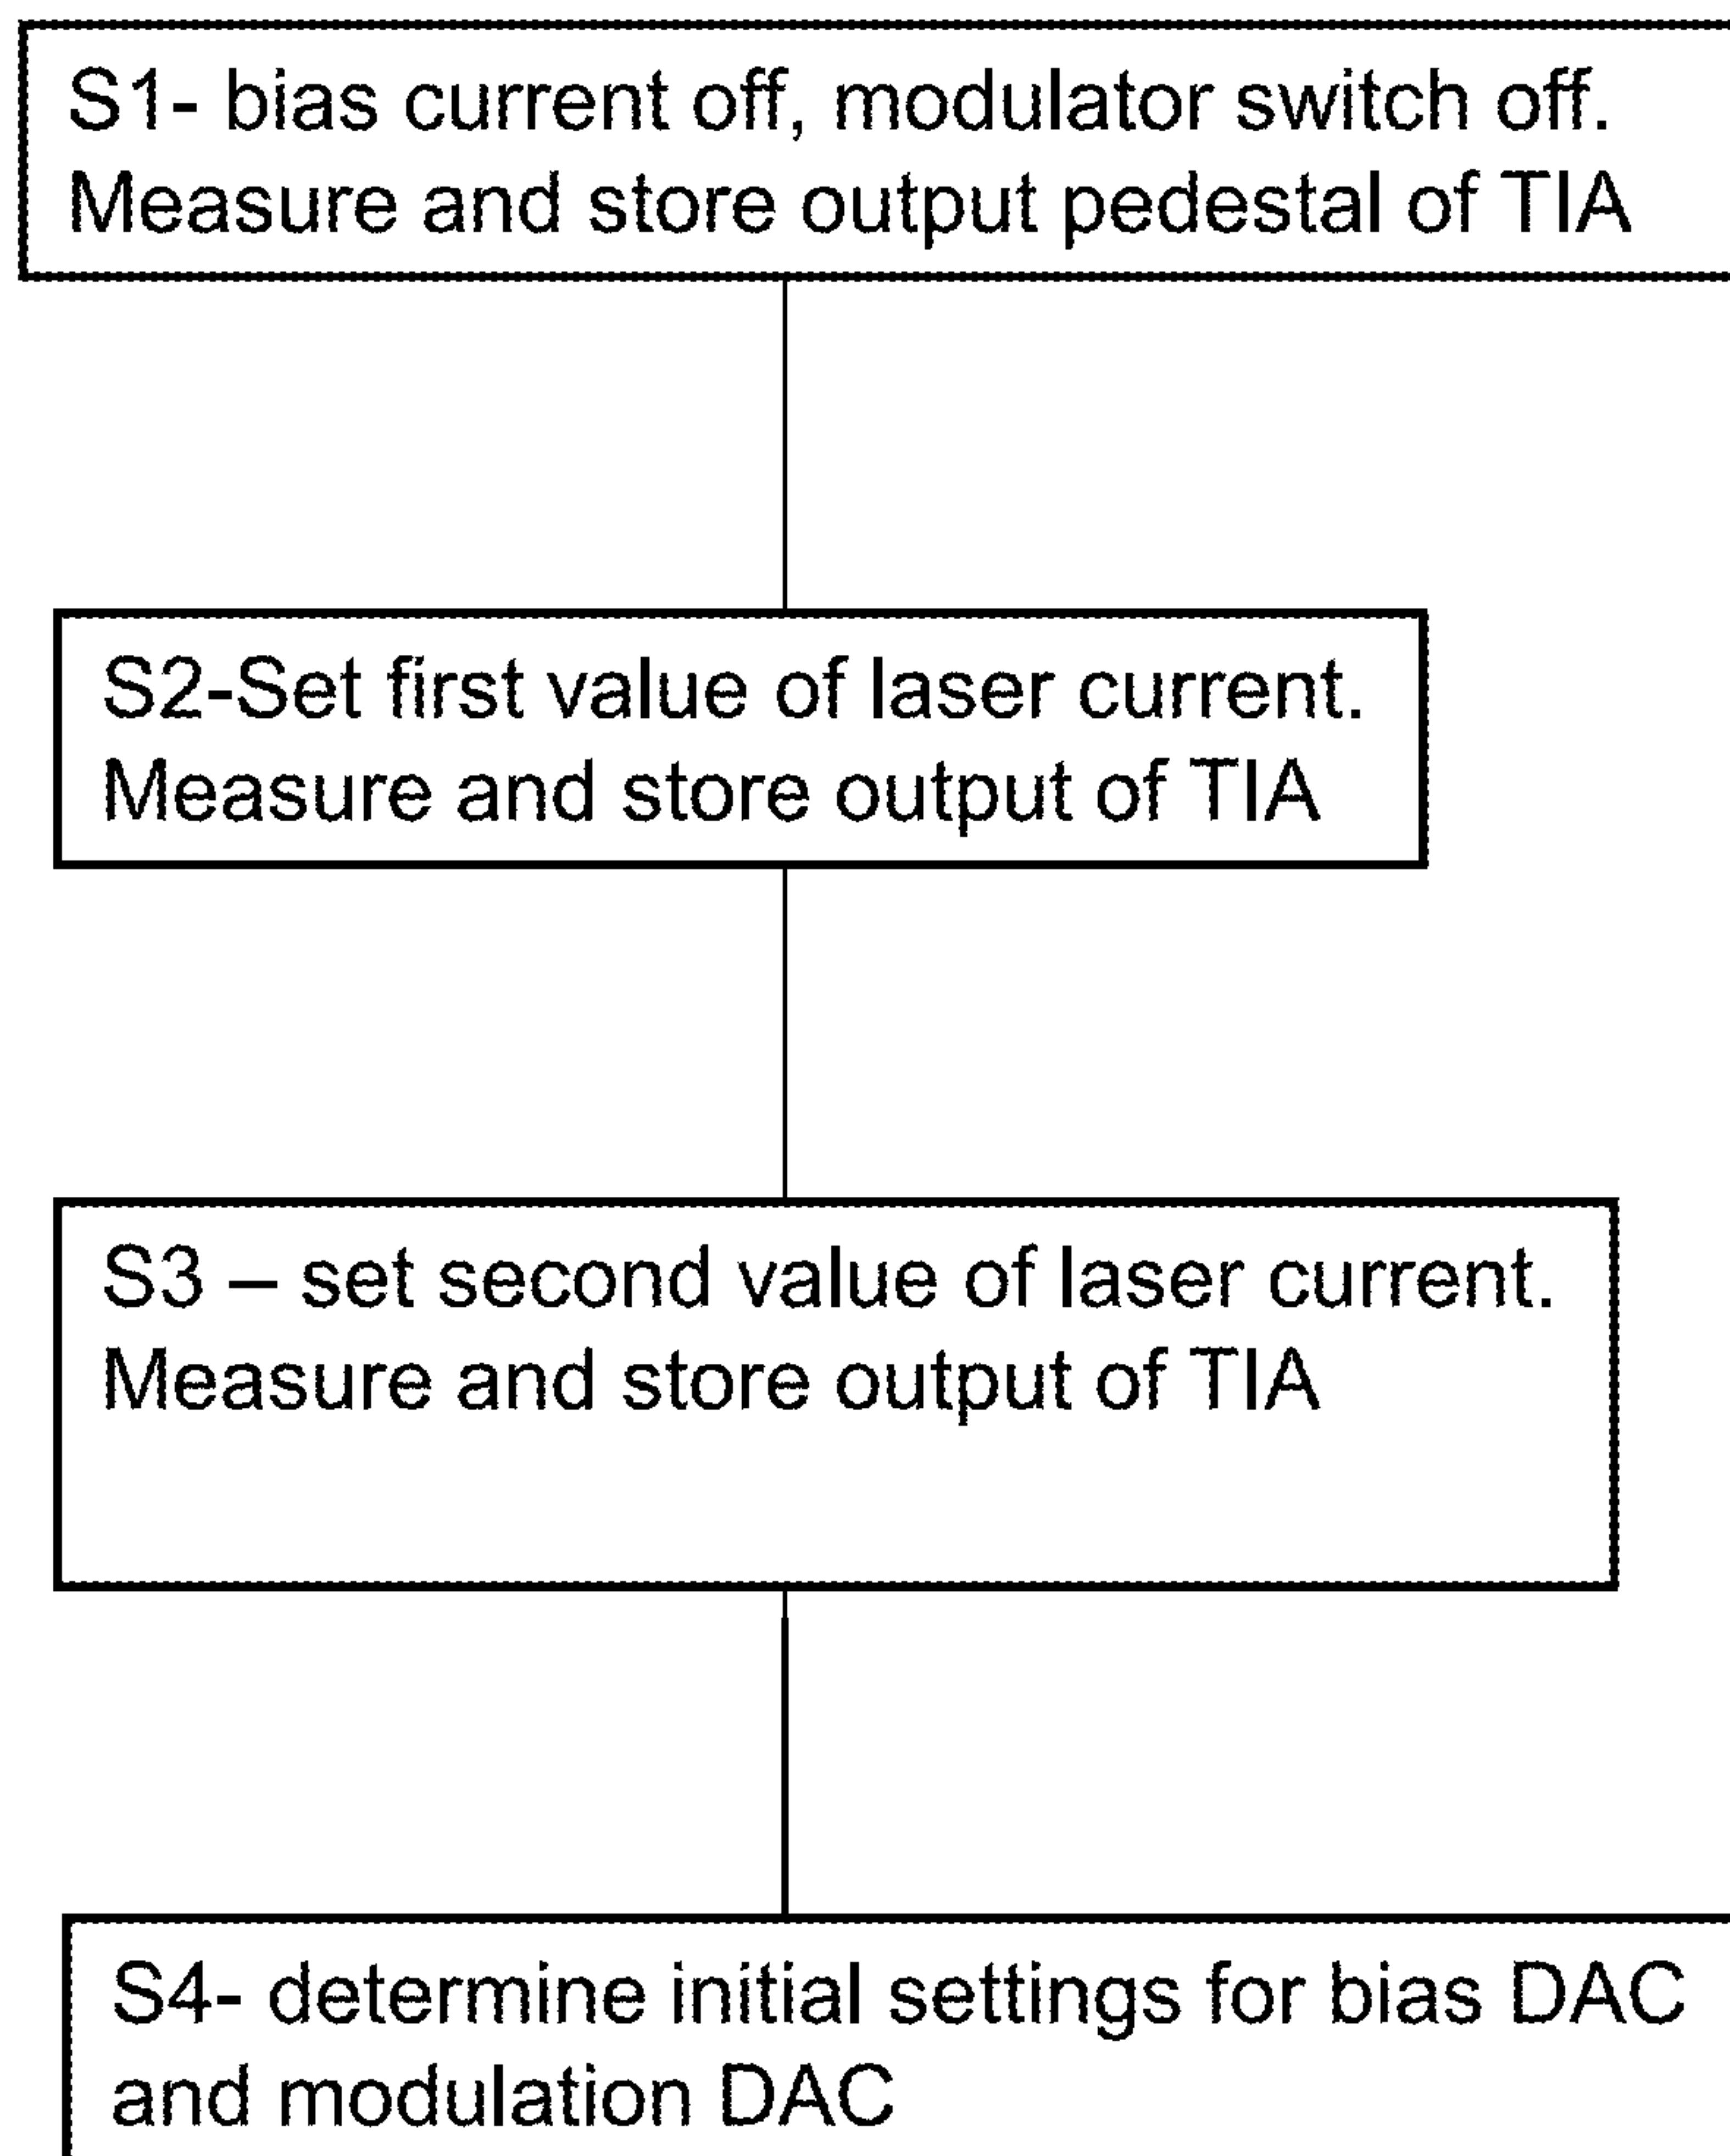 S1- bias current off, modulator switch off.
Measure and store output pedestal of TIA
S2-Set first value of laser current.
Measure and store output of TIA
S3 – set second value of laser current.
Measure and store output of TIA
S4- determine initial settings for bias DAC
and modulation DAC